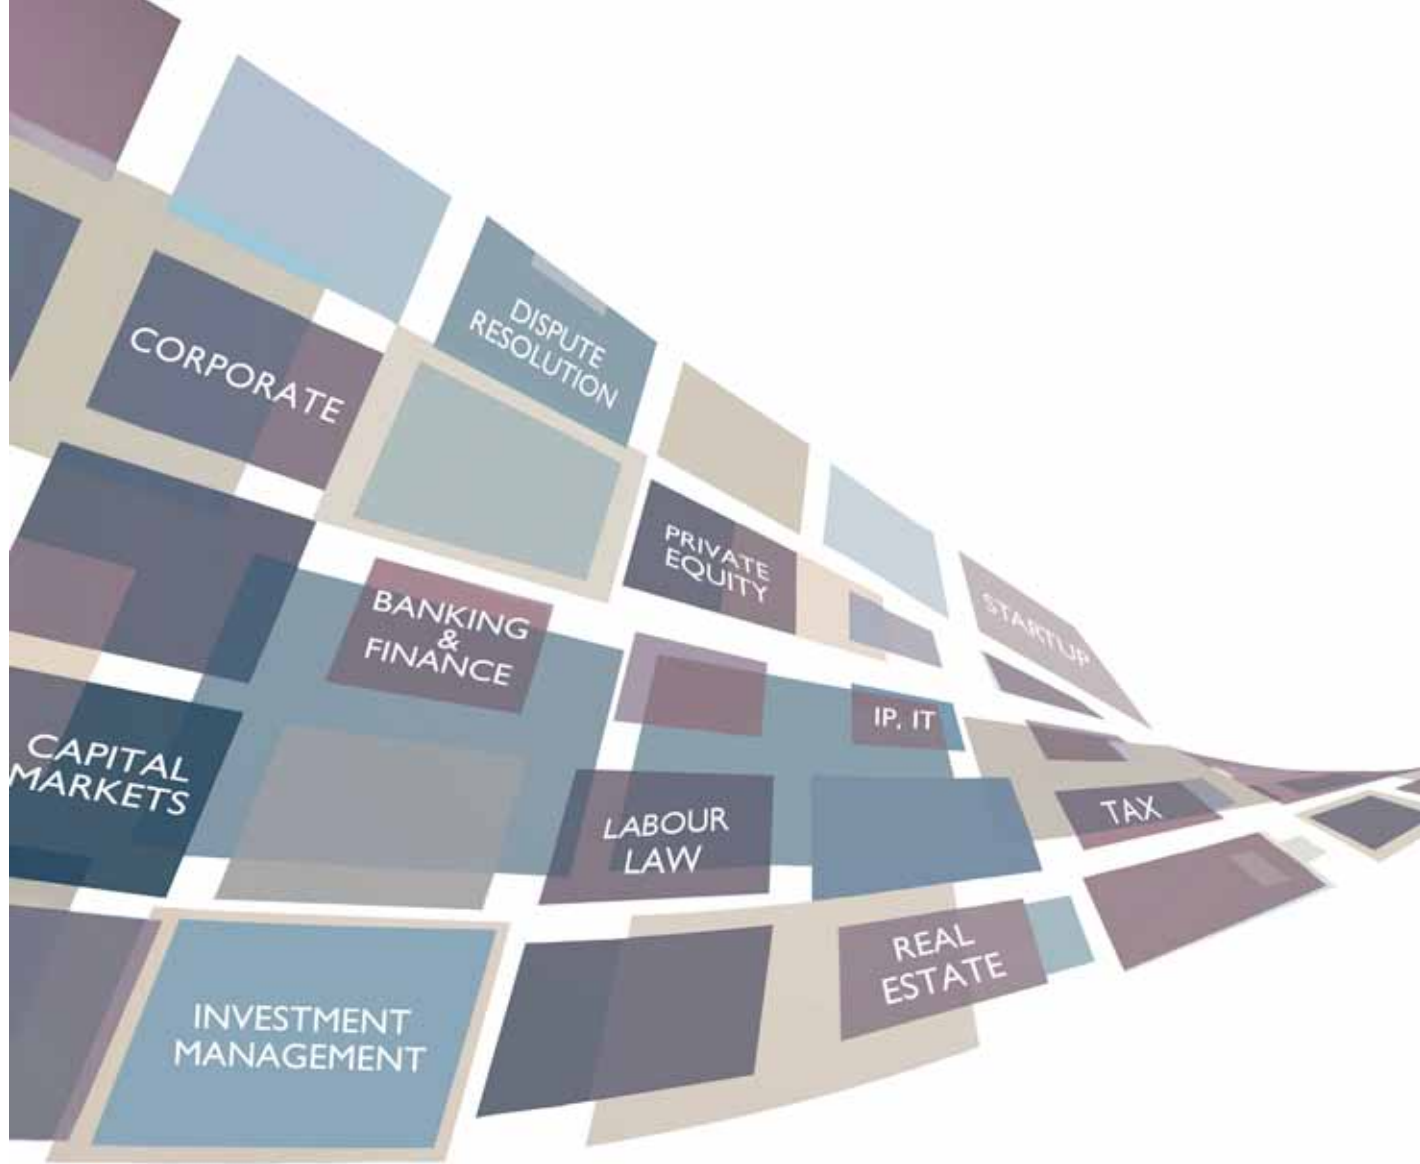 DISPUTE
RESOLUTION
CORPORATE
PRIVATE
EQUITY
STARTUP
BANKING
&
FINANCE
IP, IT
CAPITAL
MARKETS
LABOUR
LAW
TAX
REAL
ESTATE
INVESTMENT
MANAGEMENT